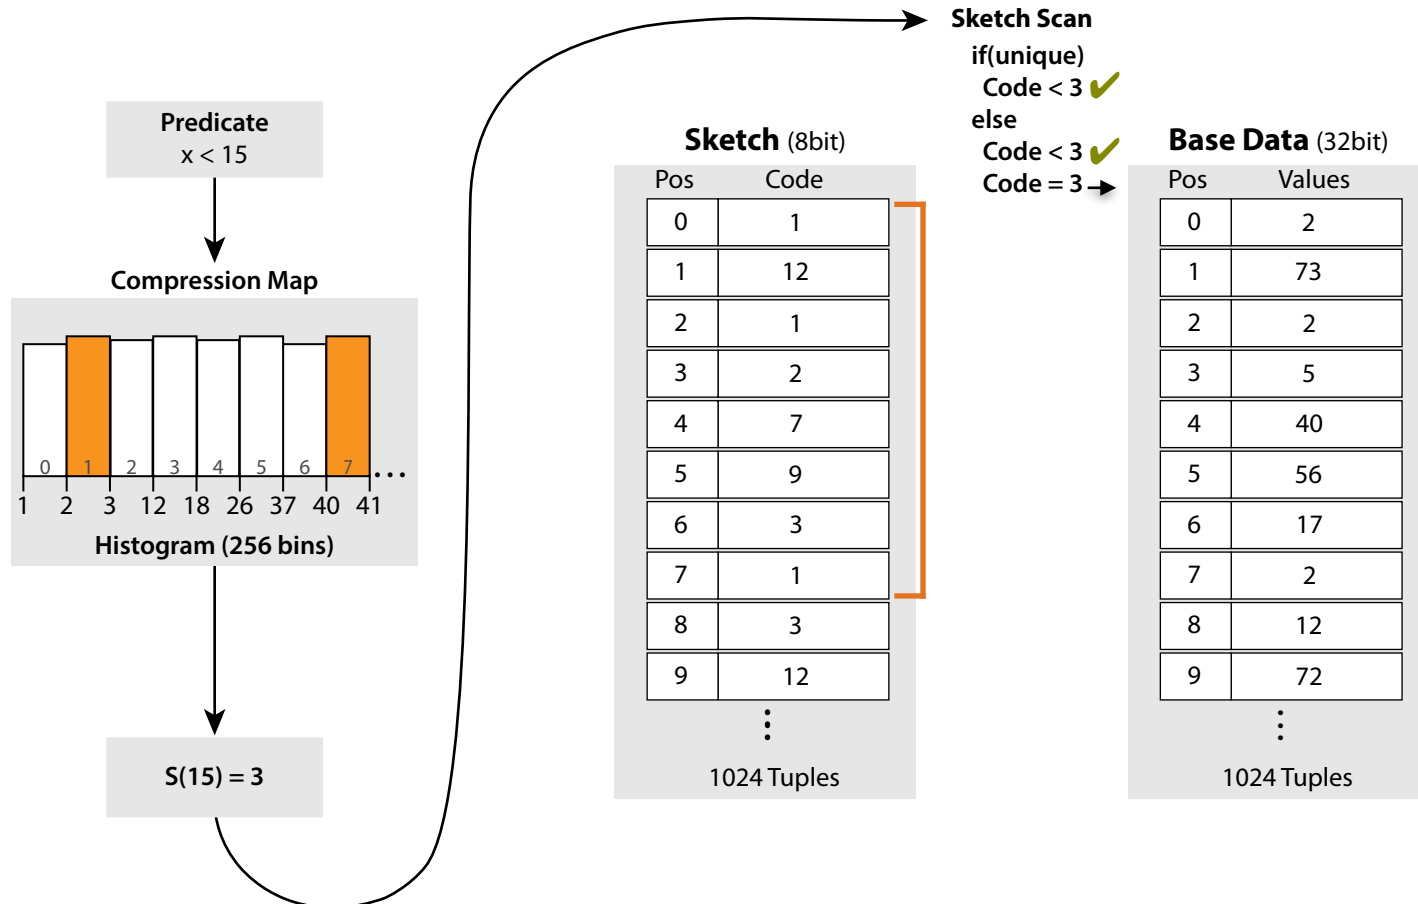 Predicate
x < 15
Compression Map
0 1 2 3 4 5 6 7 ...
1 2 3 12 18 26 37 40 41
Histogram (256 bins)
S(15) = 3
Sketch Scan
if(unique)
Code < 3 ✔
else
Code < 3 ✔
Code = 3
Sketch (8bit)
Pos Code
0 1
1 12
2 1
3 2
4 7
5 9
6 3
7 1
8 3
9 12
⋮
1024 Tuples
Base Data (32bit)
Pos Values
0 2
1 73
2 2
3 5
4 40
5 56
6 17
7 2
8 12
9 72
⋮
1024 Tuples